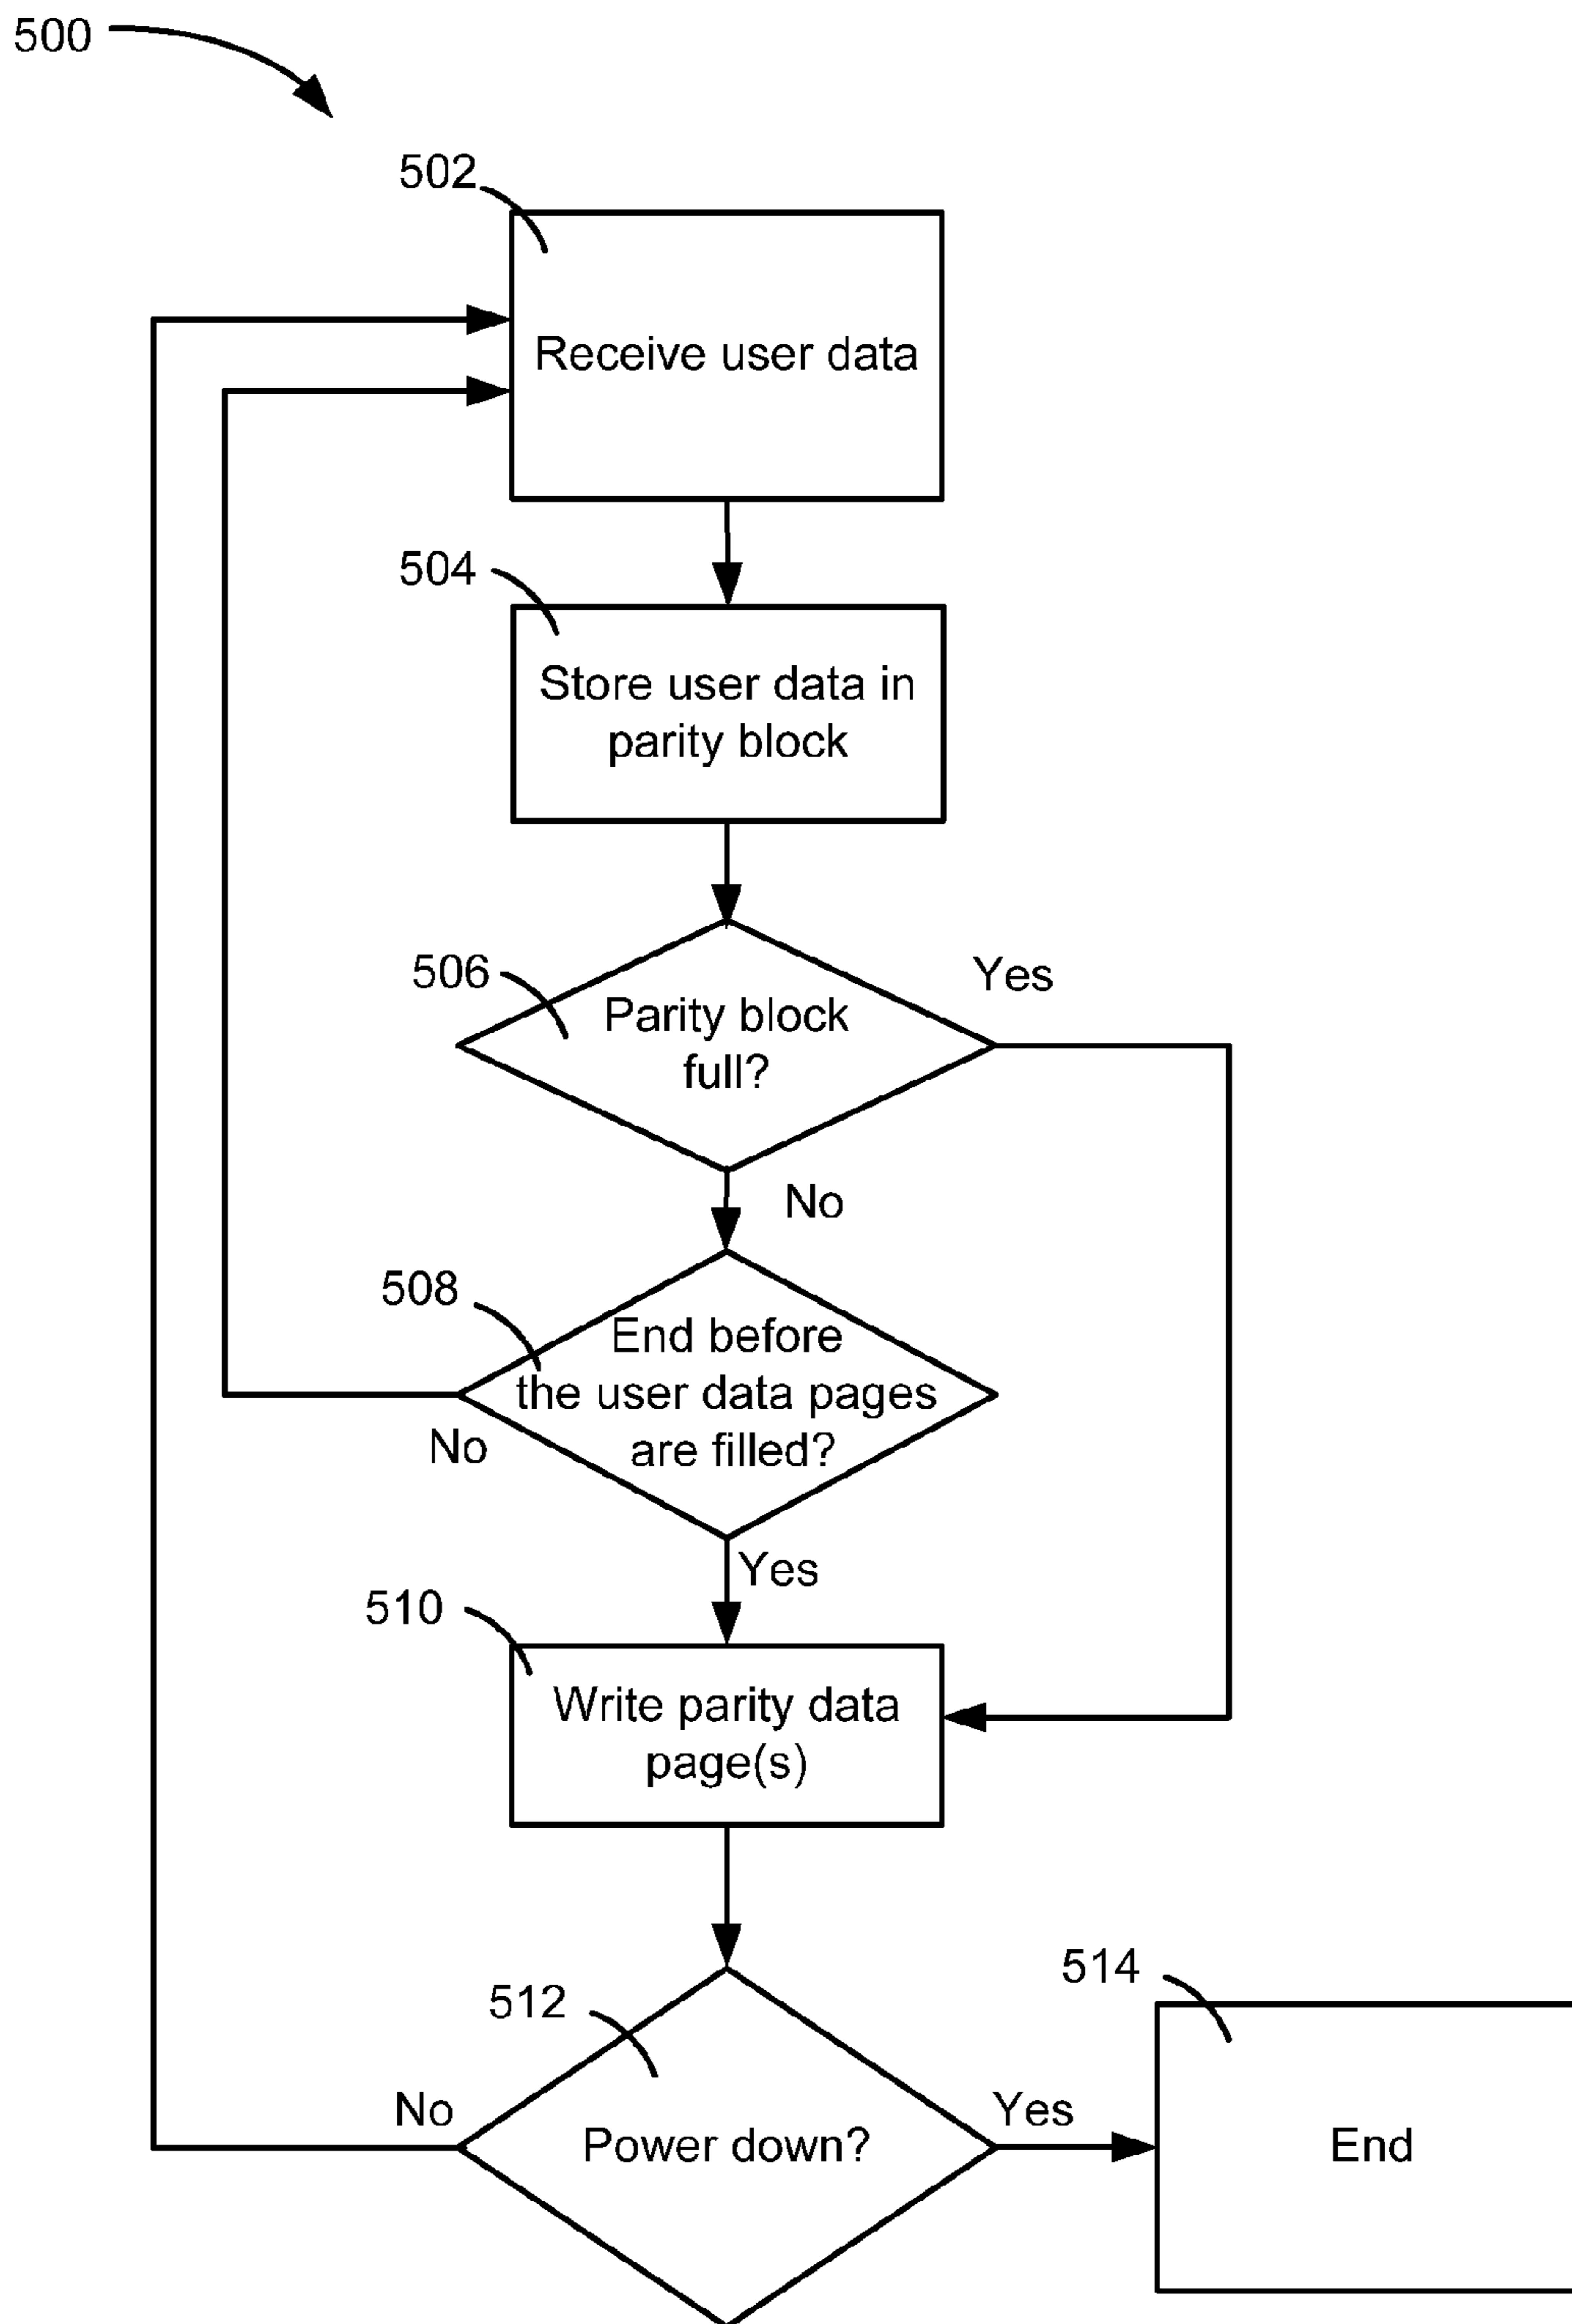 500
502
Receive user data
504
Store user data in
parity block
506
Parity block
full?
Yes
No
508
End before
the user data pages
are filled?
No
Yes
510
Write parity data
page(s)
512
514
Power down?
No
Yes
End